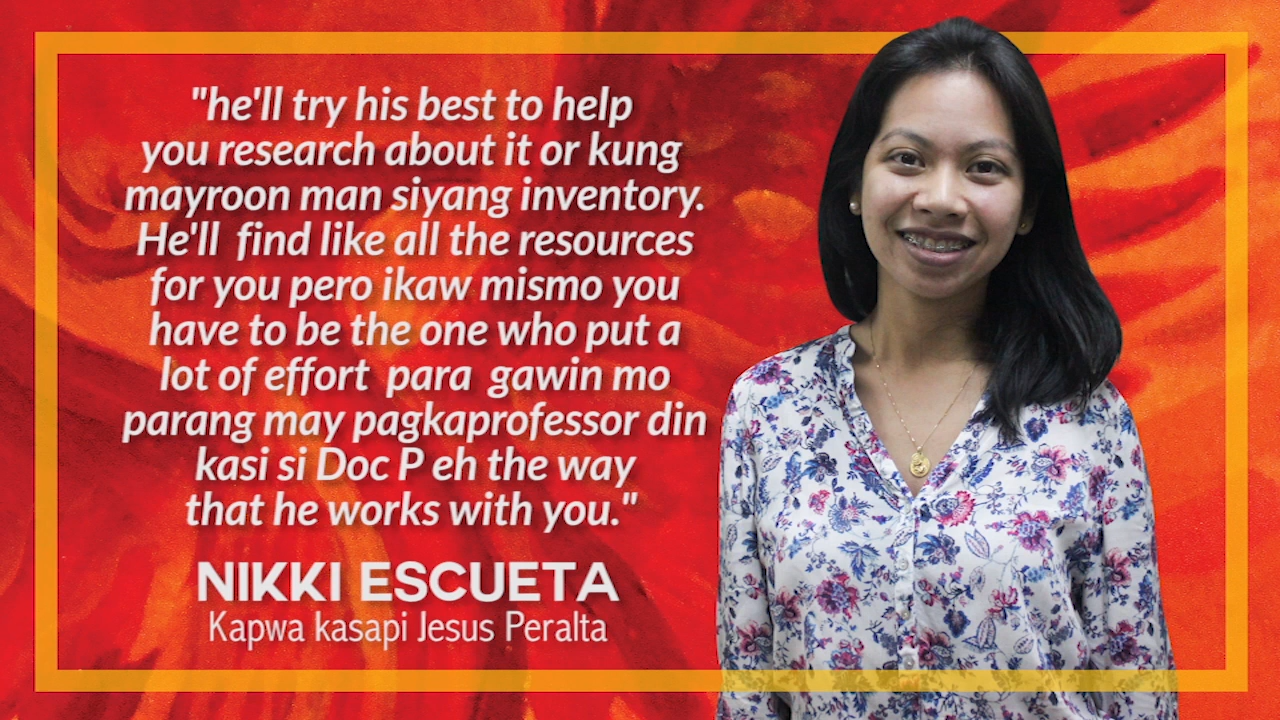 "he'll try his best to help
you research about it or kung
mayroon man siyang inventory.
He'll find like all the resources
for you pero ikaw mismo you
have to be the one who put a
lot of effort para gawin mo
parang may pagkaprofessor din
kasi si Doc P eh the way
that he works with you."
NIKKI ESCUETA
Kapwa kasapi Jesus Peralta